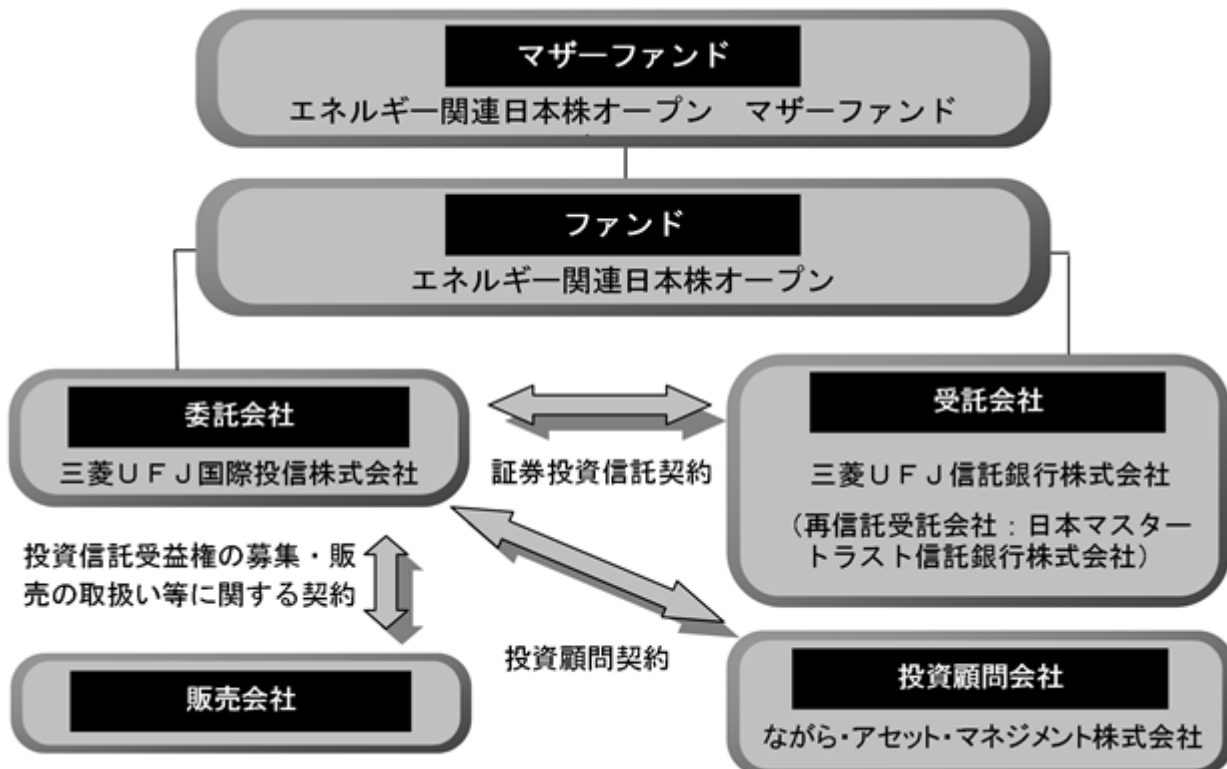 マザーファンド
エネルギー関連日本株オープン　マザーファンド
ファンド
エネルギー関連日本株オープン
委託会社
三菱ＵＦＪ国際投信株式会社
証券投資信託契約
受託会社
三菱ＵＦＪ信託銀行株式会社
（再信託受託会社：日本マスター
トラスト信託銀行株式会社）
投資信託受益権の募集・販
売の取扱い等に関する契約
投資顧問契約
販売会社
投資顧問会社
ながら・アセット・マネジメント株式会社